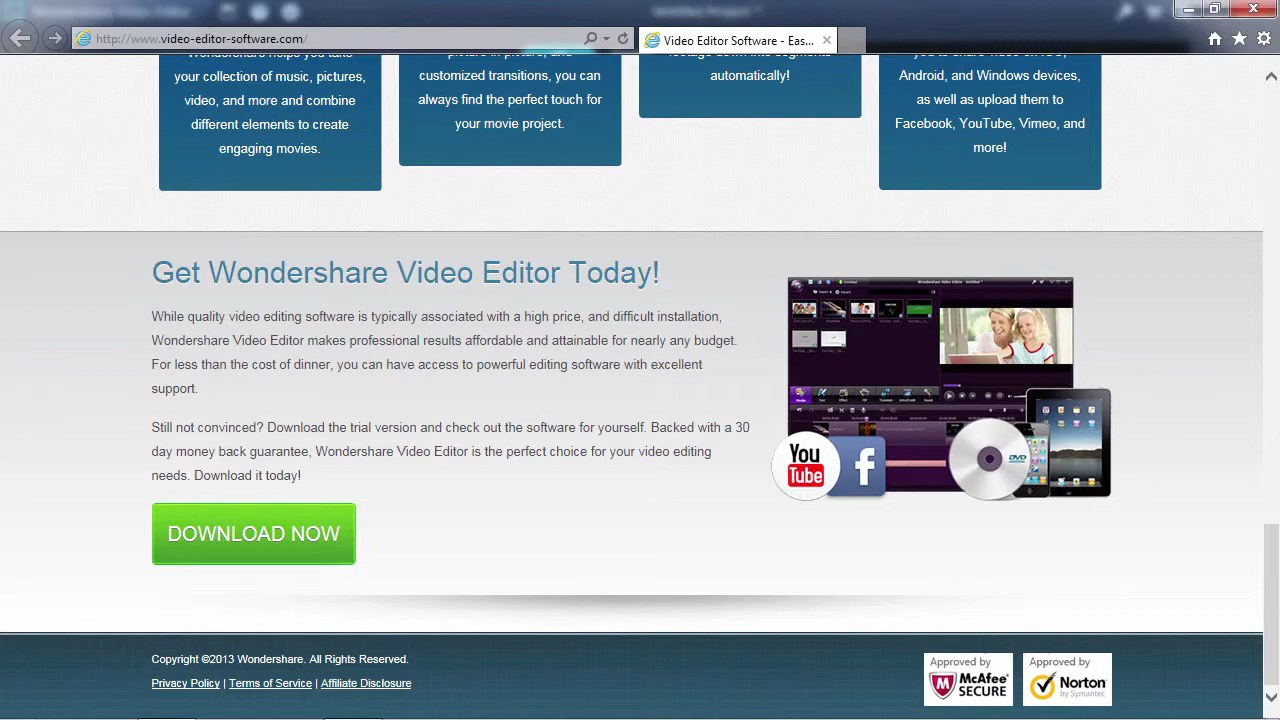 http://www.video-editor-software.com/
Video Editor Software - Eas...
your collection of music, pictures,
video, and more and combine
different elements to create
engaging movies.
customized transitions, you can
always find the perfect touch for
your movie project.
automatically!
Android, and Windows devices,
as well as upload them to
Facebook, YouTube, Vimeo, and
more!
Get Wondershare Video Editor Today!
While quality video editing software is typically associated with a high price, and difficult installation,
Wondershare Video Editor makes professional results affordable and attainable for nearly any budget.
For less than the cost of dinner, you can have access to powerful editing software with excellent
support.
Still not convinced? Download the trial version and check out the software for yourself. Backed with a 30
day money back guarantee, Wondershare Video Editor is the perfect choice for your video editing
needs. Download it today!
DOWNLOAD NOW
You
Tube
f
DVD
Copyright ©2013 Wondershare. All Rights Reserved.
Privacy Policy | Terms of Service | Affiliate Disclosure
Approved by
McAfee
SECURE
Approved by
Norton
by Symantec